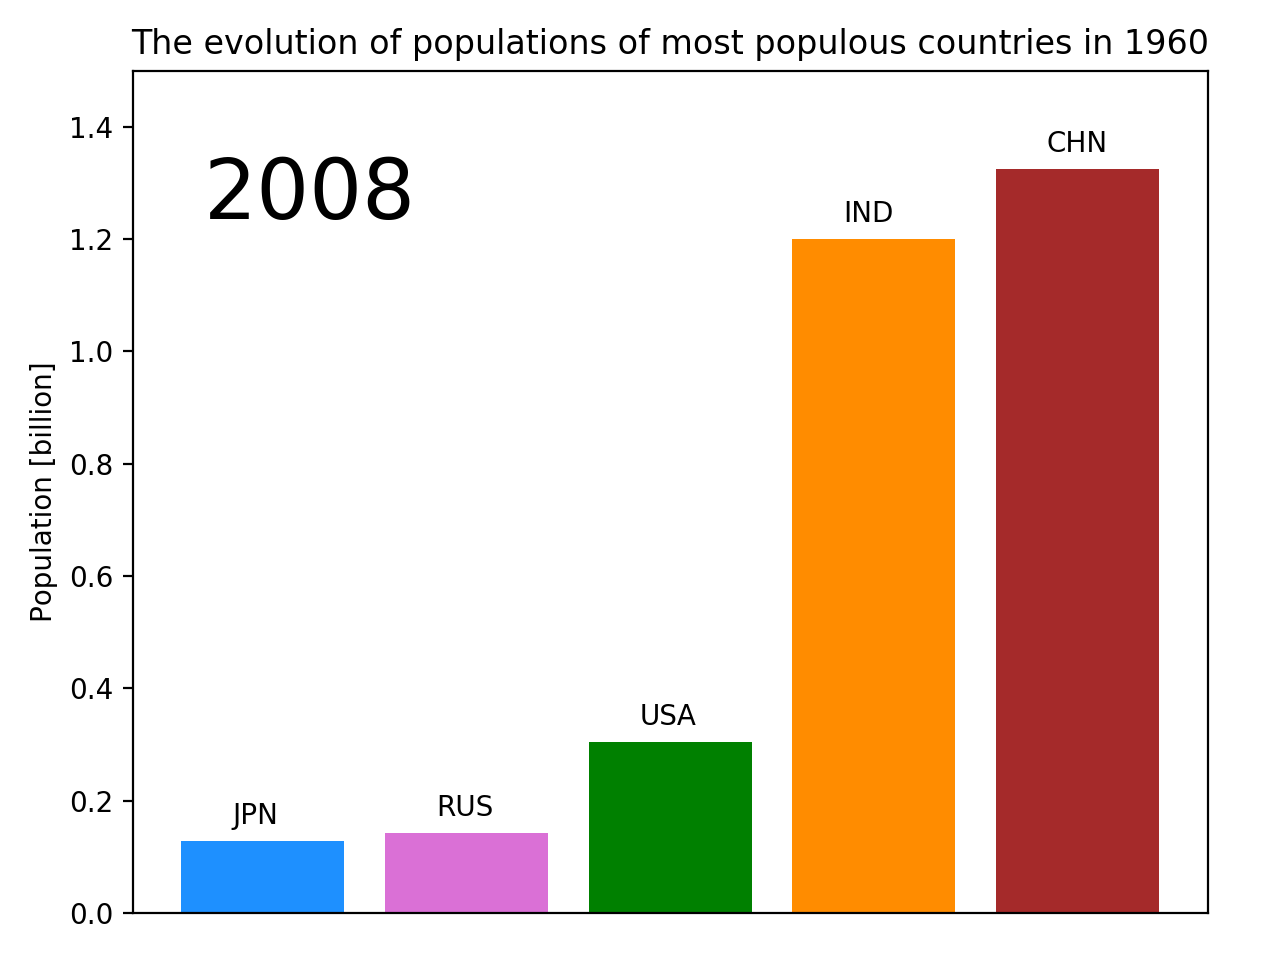 The evolution of populations of most populous countries in 1960
2008
Population [billion]
1.4
1.2
1.0
0.8
0.6
0.4
0.2
0.0
JPN
RUS
USA
IND
CHN